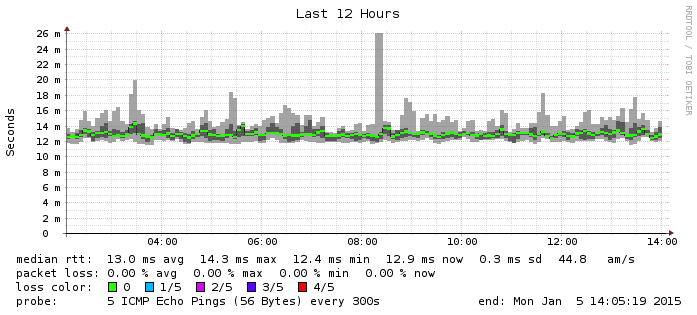 Last 12 Hours
RRDTOOL / TOBI OETIKER
Seconds
26 m
24 m
22 m
20 m
18 m
16 m
14 m
12 m
10 m
8 m
6 m
4 m
2 m
0
04:00 06:00 08:00 10:00 12:00 14:00
median rtt: 13.0 ms avg 14.3 ms max 12.4 ms min 12.9 ms now 0.3 ms sd 44.8 am/s
packet loss: 0.00 % avg 0.00 % max 0.00 % min 0.00 % now
loss color: 0 1/5 2/5 3/5 4/5
probe: 5 ICMP Echo Pings (56 Bytes) every 300s end: Mon Jan 5 14:05:19 2015